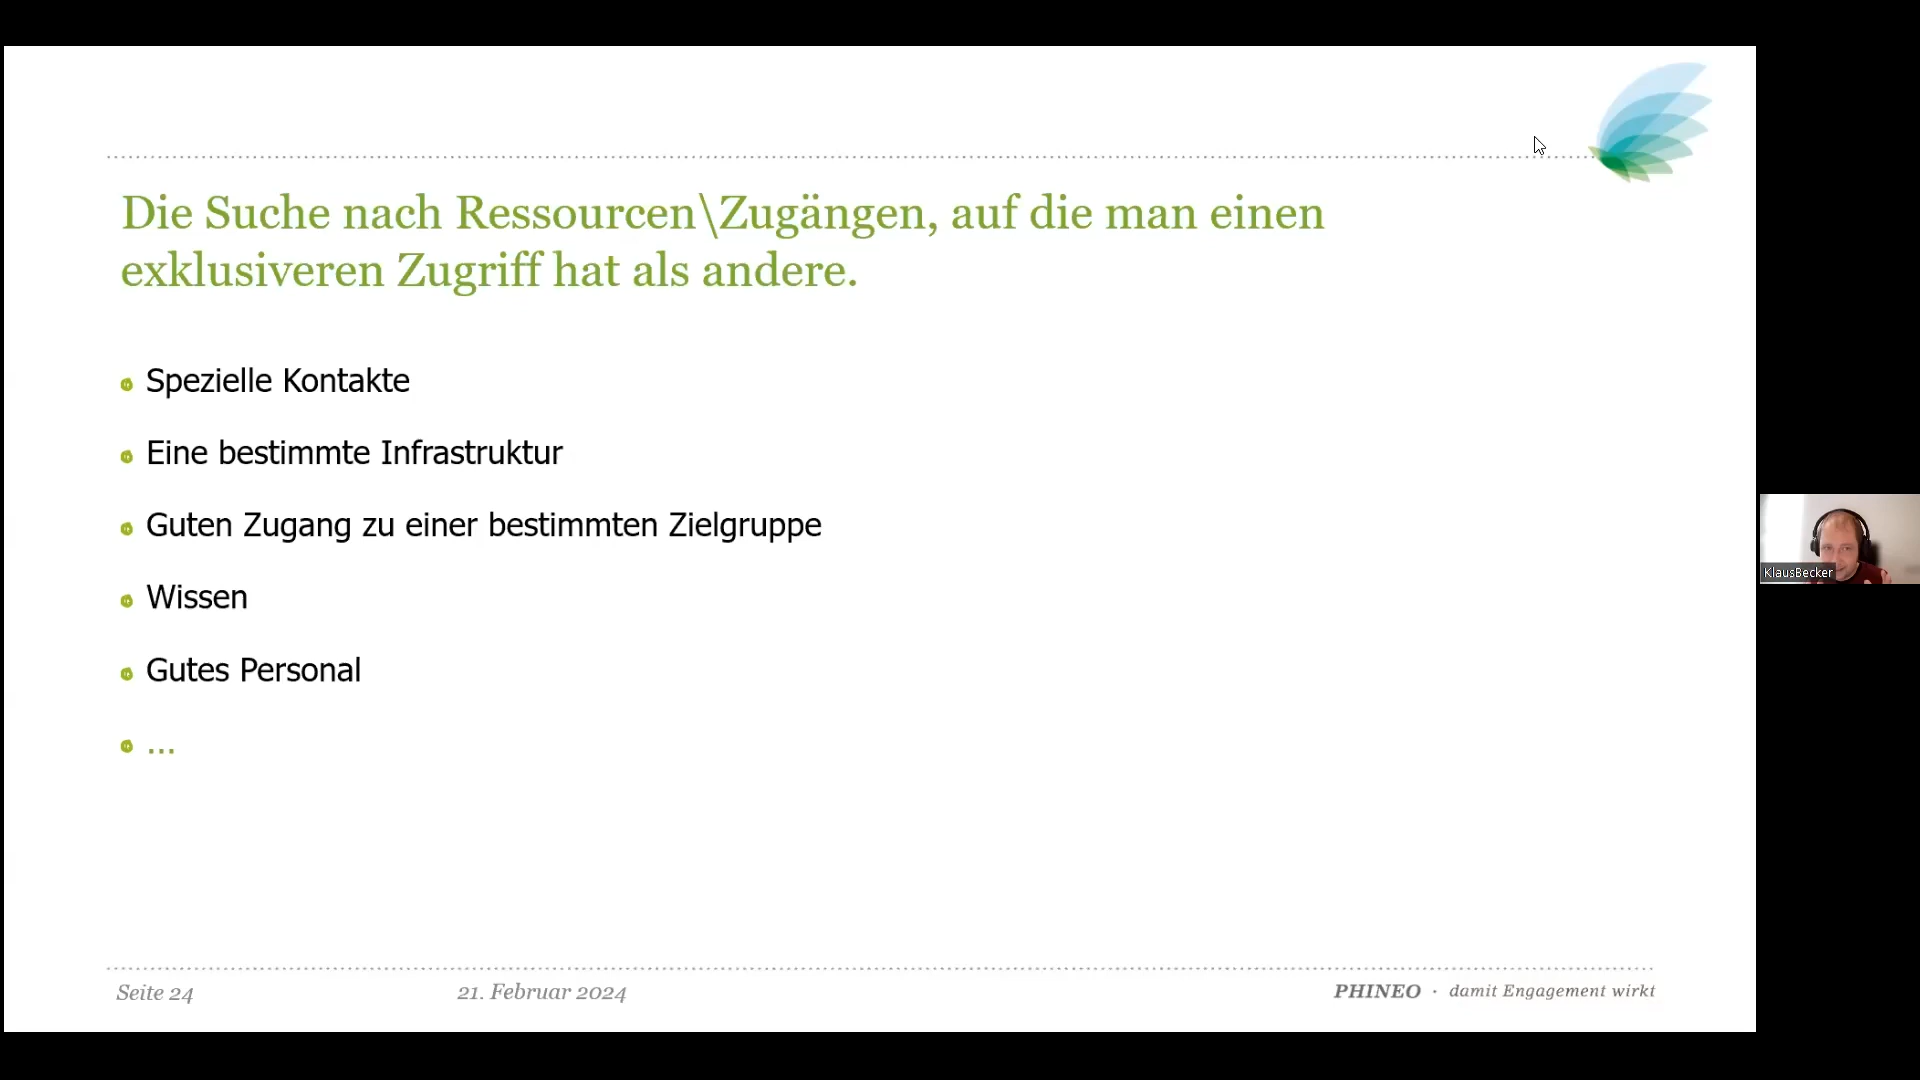 Die Suche nach Ressourcen\Zugängen, auf die man einen
exklusiveren Zugriff hat als andere.
Spezielle Kontakte
Eine bestimmte Infrastruktur
Guten Zugang zu einer bestimmten Zielgruppe
Wissen
Gutes Personal
...
KlausBecker
Seite 24
21. Februar 2024
PHINEO · damit Engagement wirkt